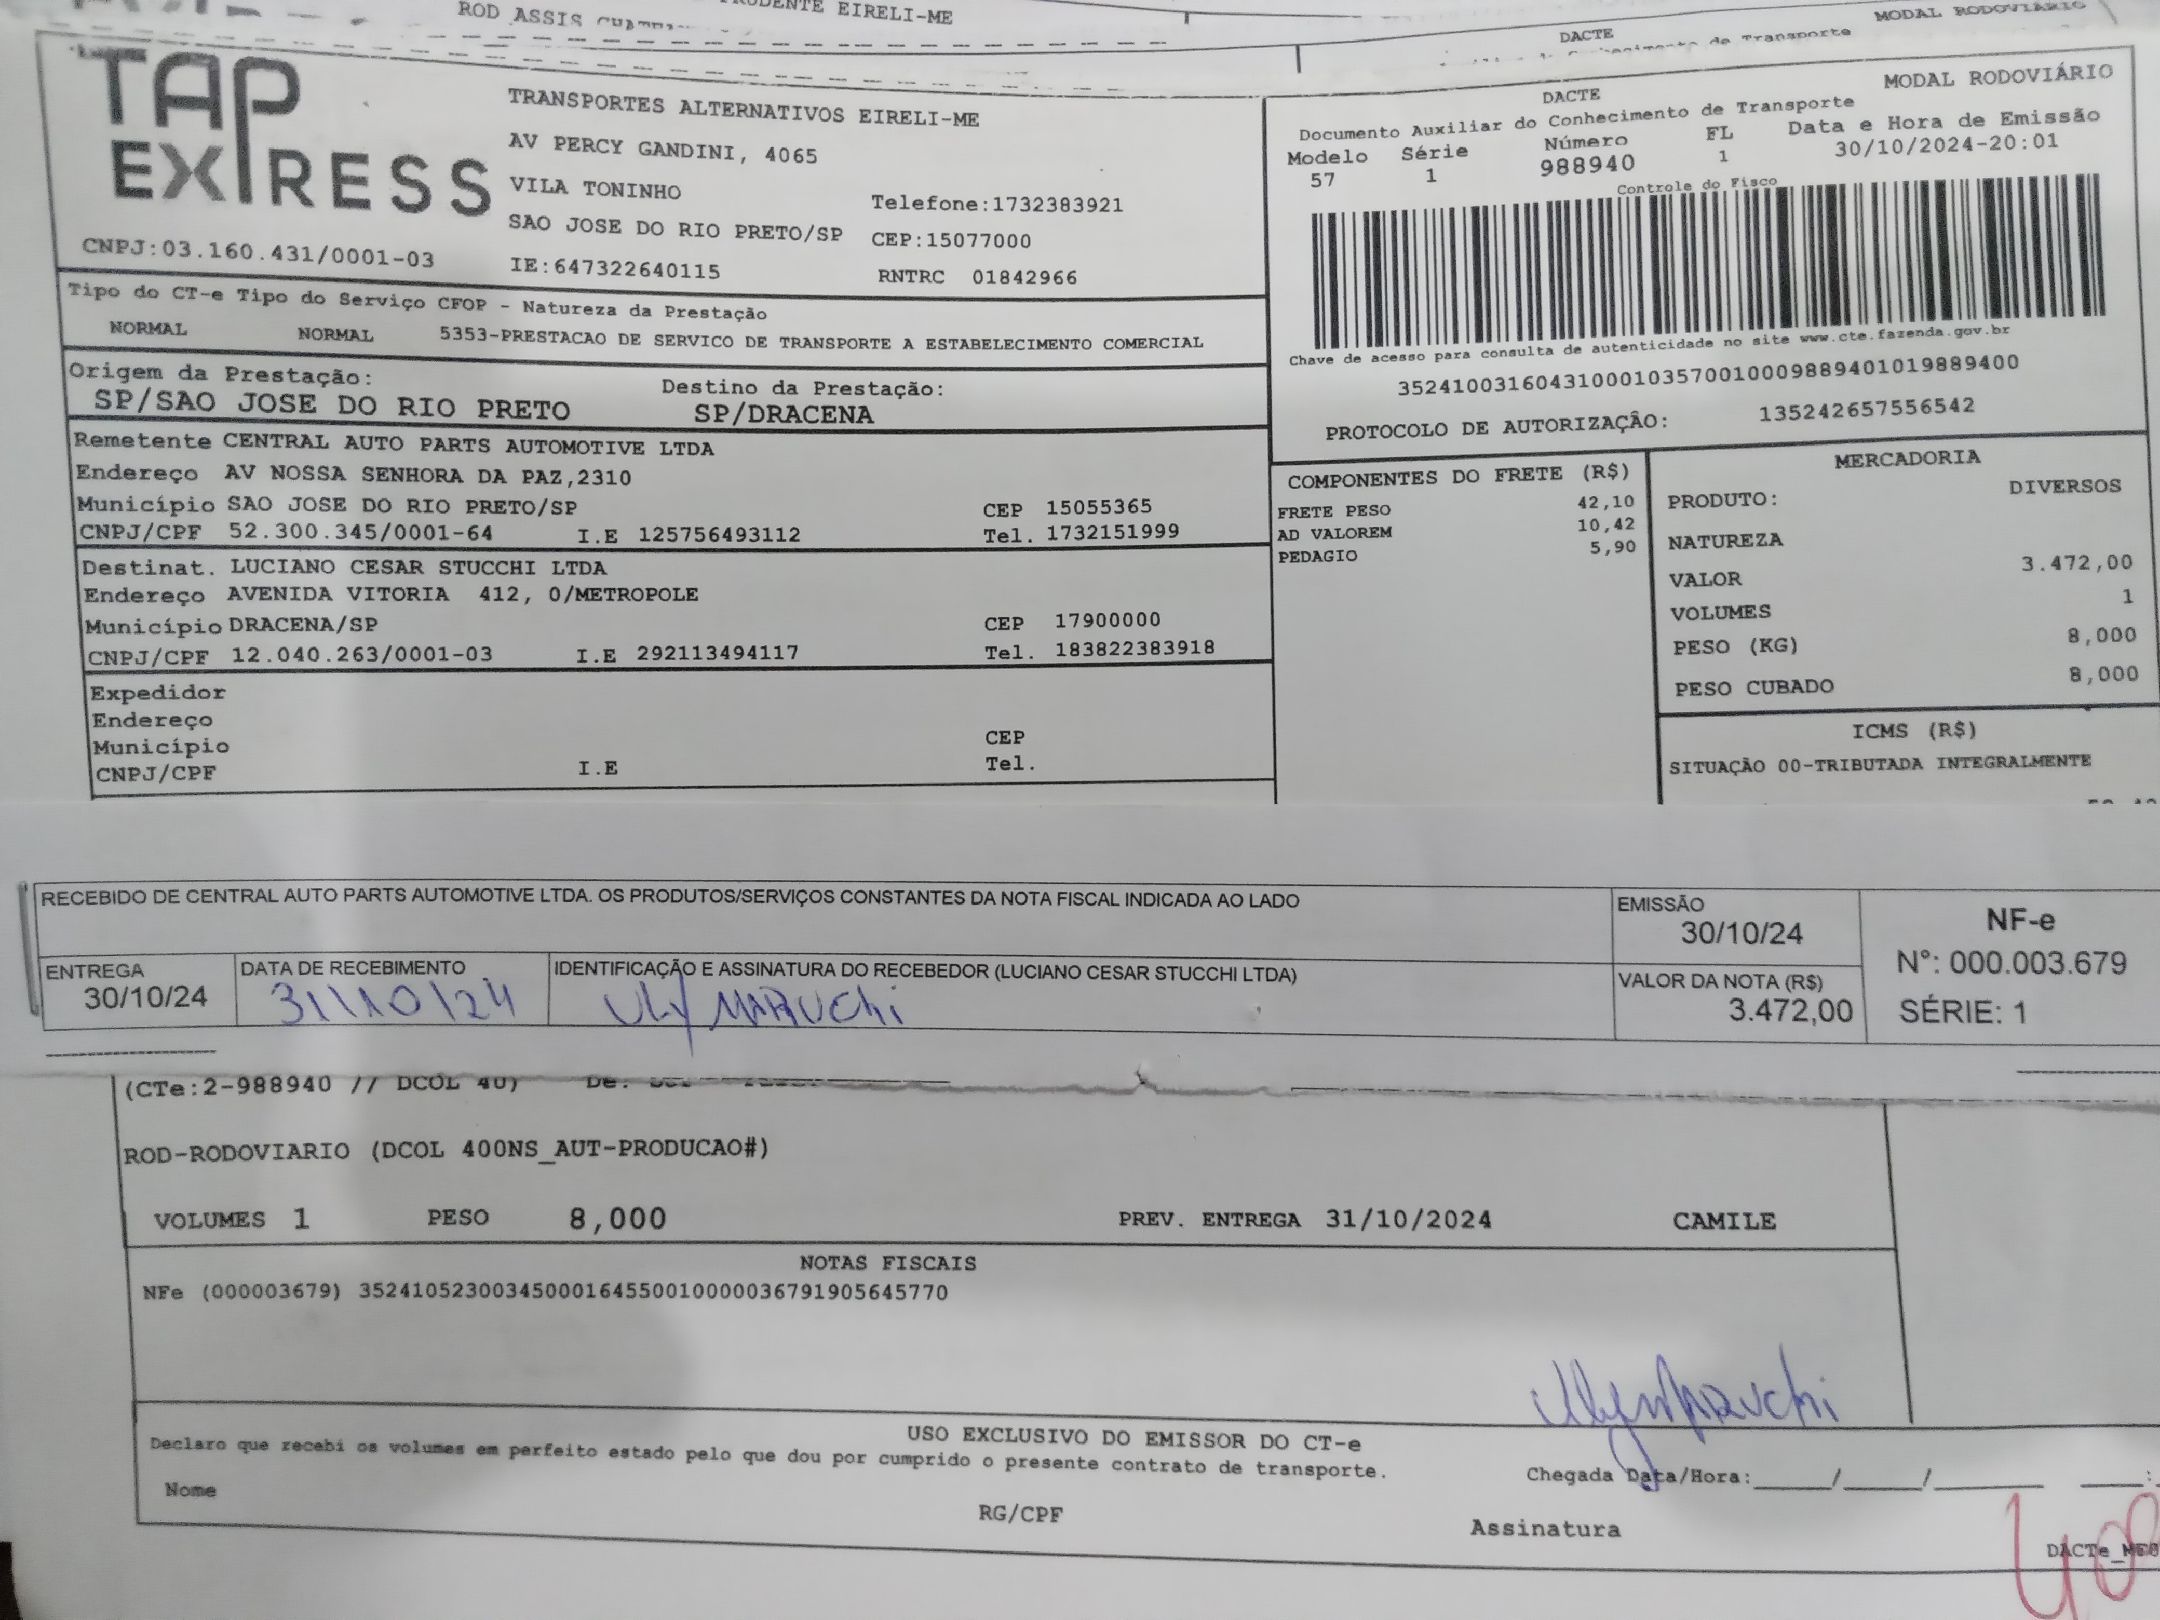 ROD ASSIS
EIRELI-ME
MODAL RODOVIÁRIO
DACTE
de Transporte
TAP
EXPRESS
TRANSPORTES ALTERNATIVOS EIRELI-ME
AV PERCY GANDINI, 4065
VILA TONINHO
Telefone:1732383921
SAO JOSE DO RIO PRETO/SP CEP:15077000
CNPJ:03.160.431/0001-03
IE:647322640115
RNTRC 01842966
DACTE
MODAL RODOVIÁRIO
Documento Auxiliar do Conhecimento de Transporte
Modelo Série Número FL Data e Hora de Emissão
57 1 988940 1 30/10/2024-20:01
Controle do Fisco
Chave de acesso para consulta de autenticidade no site www.cte.fazenda.gov.br
35241003160431000103570010009889401019889400
PROTOCOLO DE AUTORIZAÇÃO: 135242657556542
Tipo do CT-e Tipo do Serviço CFOP - Natureza da Prestação
NORMAL NORMAL 5353-PRESTACAO DE SERVICO DE TRANSPORTE A ESTABELECIMENTO COMERCIAL
Origem da Prestação: Destino da Prestação:
SP/SAO JOSE DO RIO PRETO SP/DRACENA
Remetente CENTRAL AUTO PARTS AUTOMOTIVE LTDA
Endereço AV NOSSA SENHORA DA PAZ,2310
Município SAO JOSE DO RIO PRETO/SP CEP 15055365
CNPJ/CPF 52.300.345/0001-64 I.E 125756493112 Tel. 1732151999
Destinat. LUCIANO CESAR STUCCHI LTDA
Endereço AVENIDA VITORIA 412, 0/METROPOLE
Município DRACENA/SP CEP 17900000
CNPJ/CPF 12.040.263/0001-03 I.E 292113494117 Tel. 183822383918
Expedidor
Endereço
Município CEP
CNPJ/CPF I.E Tel.
COMPONENTES DO FRETE (R$)
FRETE PESO 42,10
AD VALOREM 10,42
PEDAGIO 5,90
MERCADORIA
PRODUTO: DIVERSOS
NATUREZA
VALOR 3.472,00
VOLUMES 1
PESO (KG) 8,000
PESO CUBADO 8,000
ICMS (R$)
SITUAÇÃO 00-TRIBUTADA INTEGRALMENTE
RECEBIDO DE CENTRAL AUTO PARTS AUTOMOTIVE LTDA. OS PRODUTOS/SERVIÇOS CONSTANTES DA NOTA FISCAL INDICADA AO LADO
EMISSÃO
30/10/24
NF-e
Nº: 000.003.679
SÉRIE: 1
ENTREGA
30/10/24
DATA DE RECEBIMENTO
31/10/24
IDENTIFICAÇÃO E ASSINATURA DO RECEBEDOR (LUCIANO CESAR STUCCHI LTDA)
VALOR DA NOTA (R$)
3.472,00
(CTe:2-988940 // DCOL 40) De:
ROD-RODOVIARIO (DCOL 400NS_AUT-PRODUCAO#)
VOLUMES 1 PESO 8,000 PREV. ENTREGA 31/10/2024 CAMILE
NOTAS FISCAIS
NFe (000003679) 35241052300345000164550010000036791905645770
USO EXCLUSIVO DO EMISSOR DO CT-e
Declaro que recebi os volumes em perfeito estado pelo que dou por cumprido o presente contrato de transporte.
Chegada Data/Hora:_____/_____/_______ ____:
Nome
RG/CPF
Assinatura